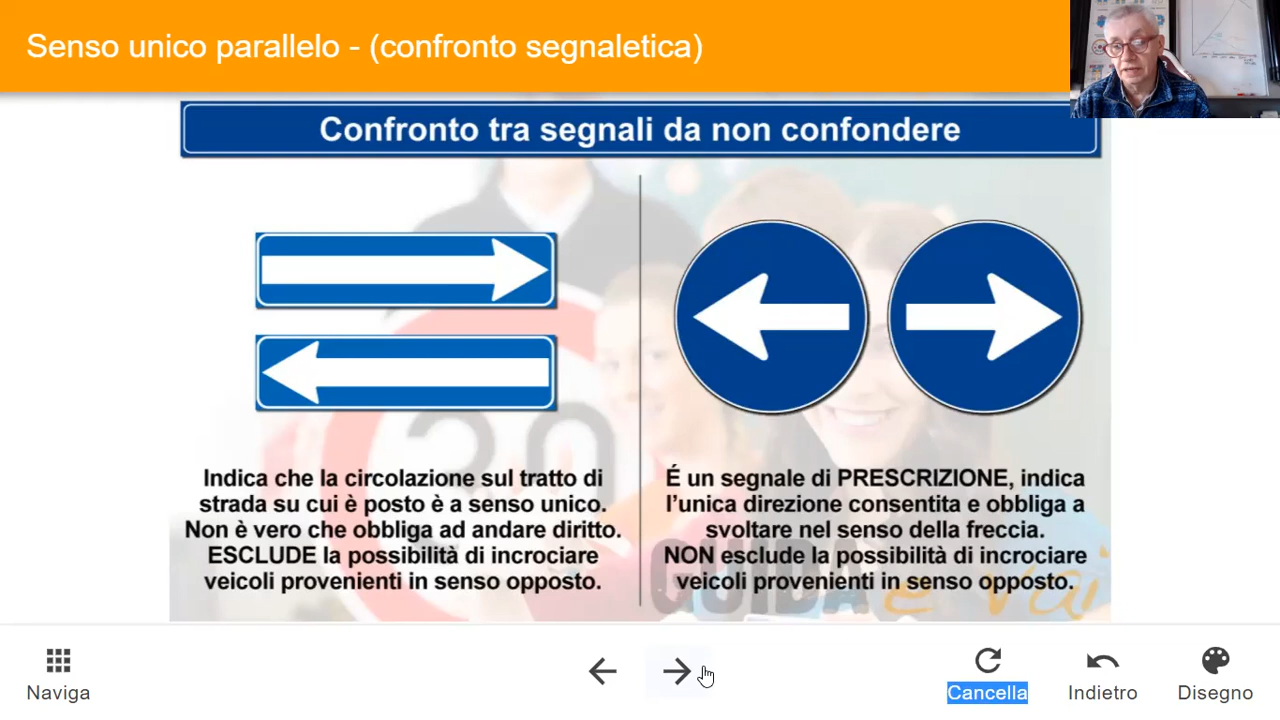 Senso unico parallelo - (confronto segnaletica)
Confronto tra segnali da non confondere
Indica che la circolazione sul tratto di
strada su cui è posto è a senso unico.
Non è vero che obbliga ad andare diritto.
ESCLUDE la possibilità di incrociare
veicoli provenienti in senso opposto.
É un segnale di PRESCRIZIONE, indica
l'unica direzione consentita e obbliga a
svoltare nel senso della freccia.
NON esclude la possibilità di incrociare
veicoli provenienti in senso opposto.
30
GUIDA e vai
Naviga
Cancella
Indietro
Disegno